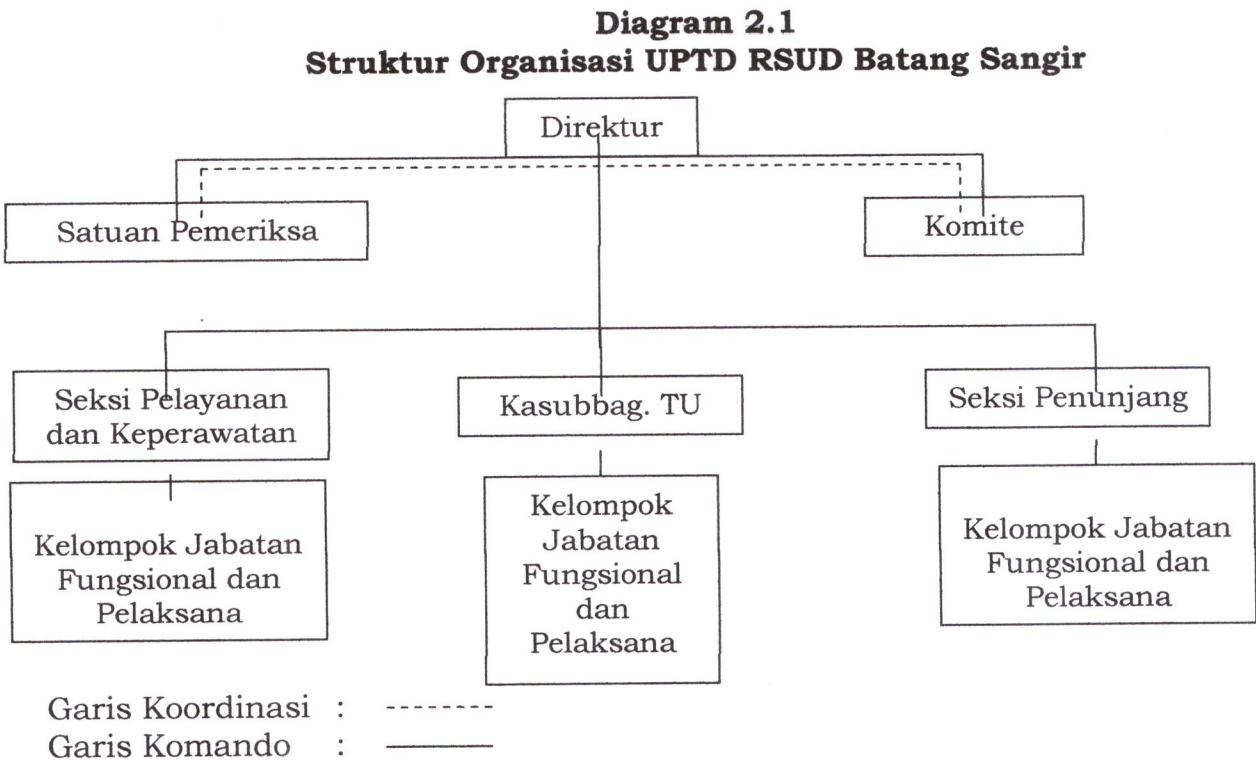 Diagram 2.1
Struktur Organisasi UPTD RSUD Batang Sangir
Direktur
Satuan Pemeriksa
Komite
Seksi Pelayanan
dan Keperawatan
Kasubbag. TU
Seksi Penunjang
Kelompok Jabatan
Fungsional dan
Pelaksana
Kelompok
Jabatan
Fungsional
dan
Pelaksana
Kelompok Jabatan
Fungsional dan
Pelaksana
Garis Koordinasi : -------
Garis Komando : ———